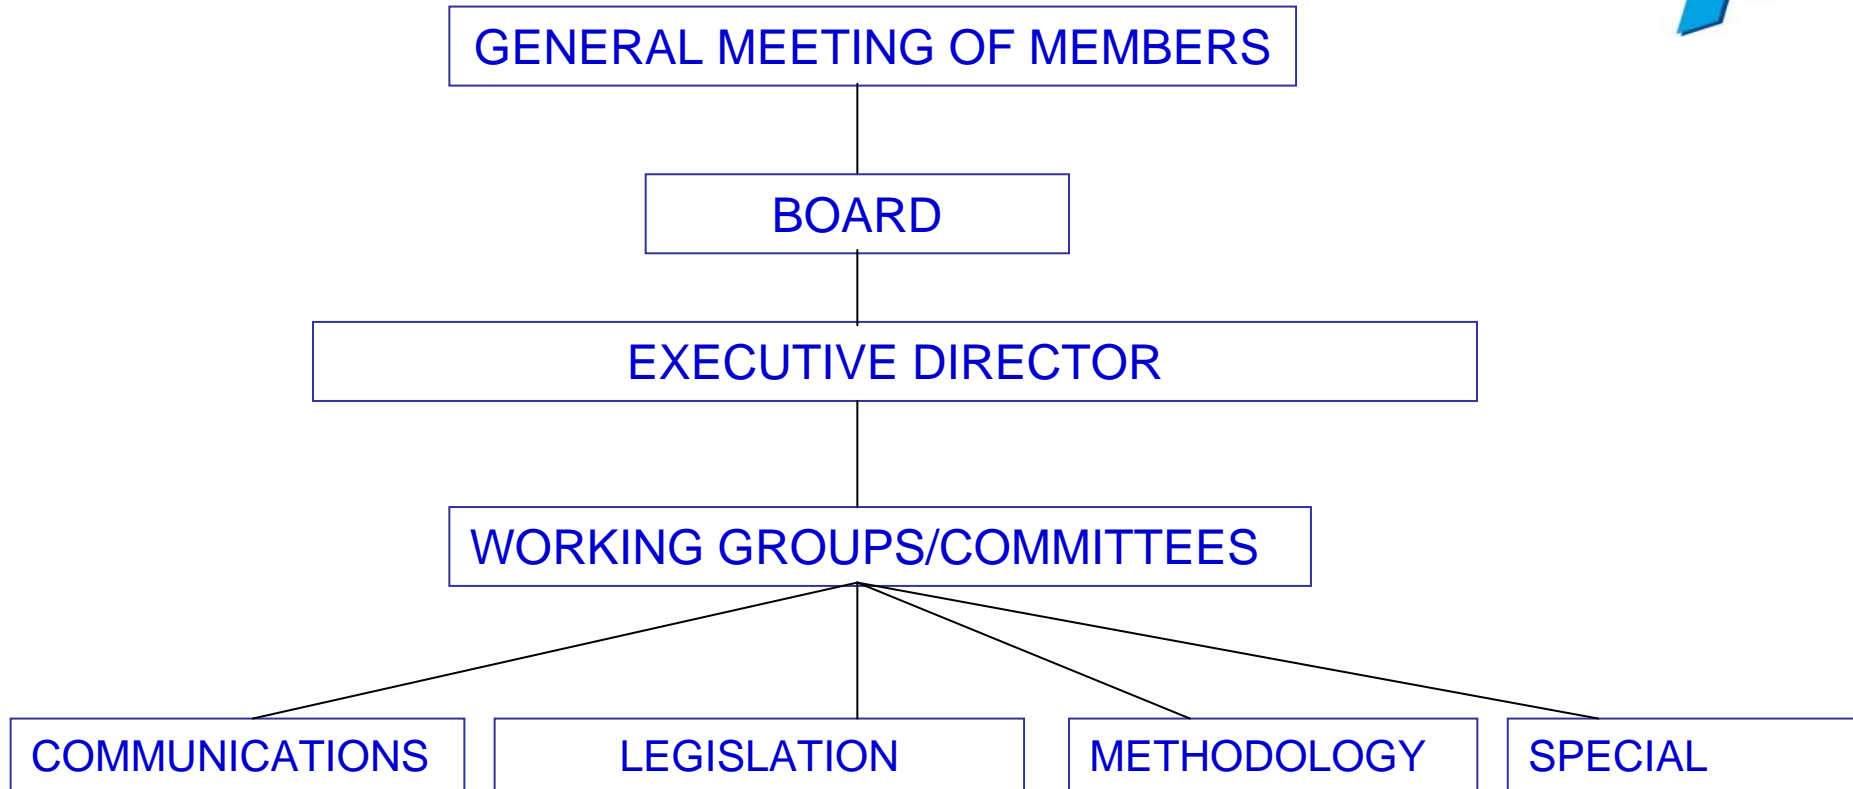 GENERAL MEETING OF MEMBERS
BOARD
EXECUTIVE DIRECTOR
WORKING GROUPS/COMMITTEES
COMMUNICATIONS
LEGISLATION
METHODOLOGY
SPECIAL